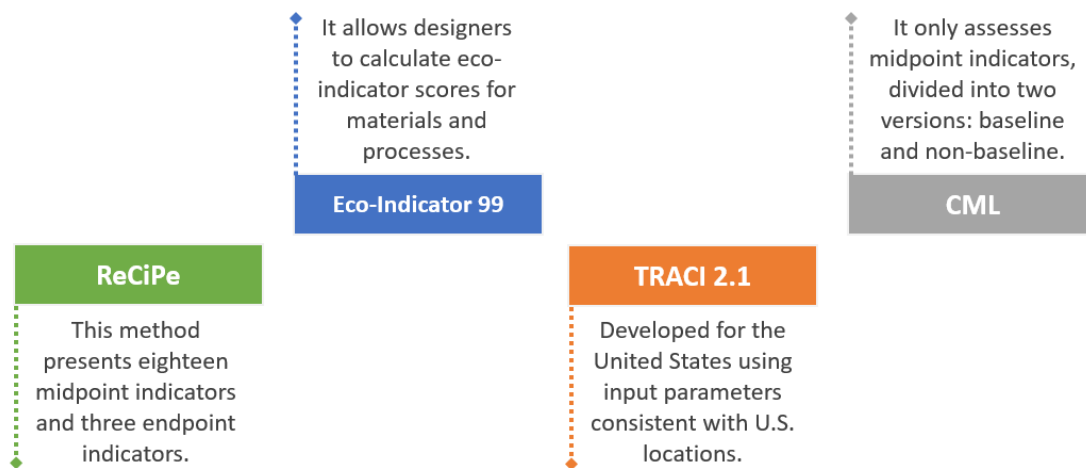 ReCiPe
This method
presents eighteen
midpoint indicators
and three endpoint
indicators.
It allows designers
to calculate eco-
indicator scores for
materials and
processes.
Eco-Indicator 99
TRACI 2.1
Developed for the
United States using
input parameters
consistent with U.S.
locations.
It only assesses
midpoint indicators,
divided into two
versions: baseline
and non-baseline.
CML